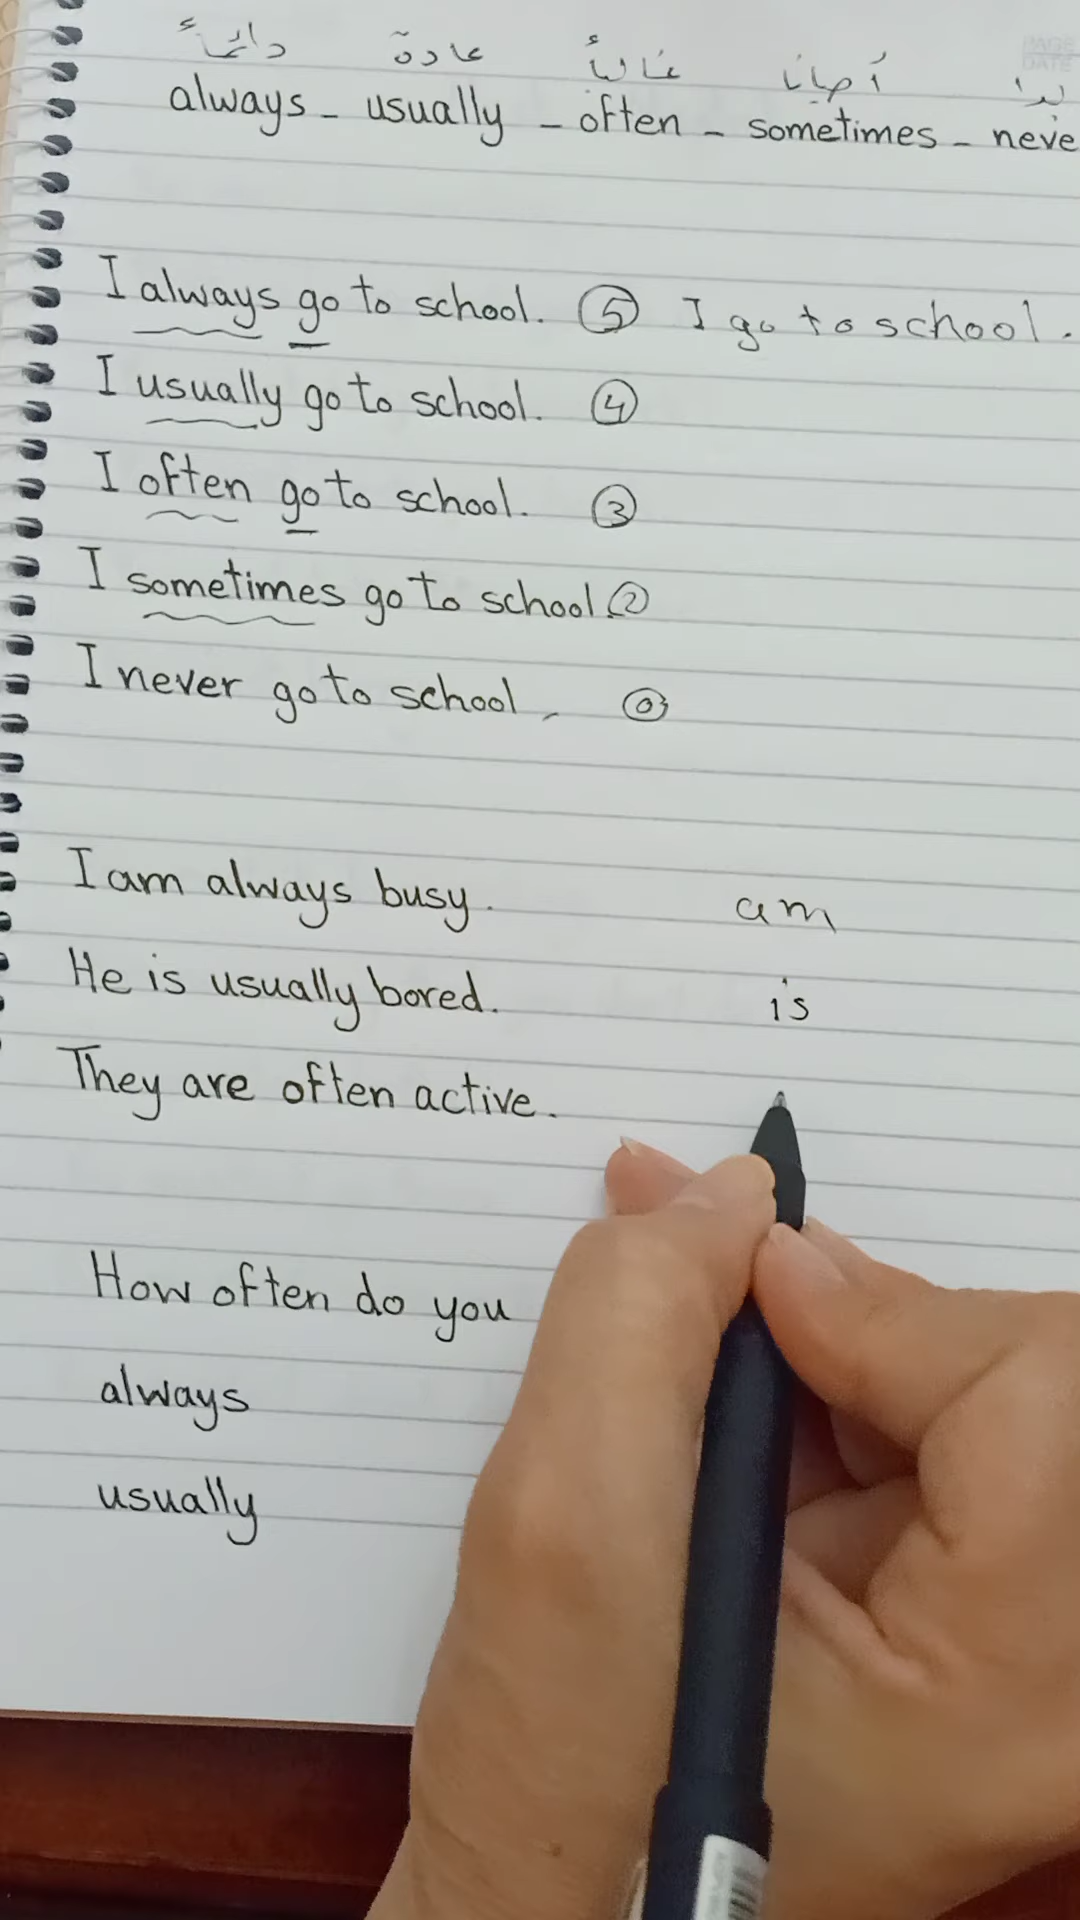 PAGE
DATE
دائماً عادة غالباً أحيانا
always - usually - often - sometimes - neve
I always go to school. ⑤ I go to school.
I usually go to school. ④
I often go to school. ③
I sometimes go to school. ②
I never go to school. ⓪
I am always busy. am
He is usually bored. is
They are often active.
How often do you
always
usually